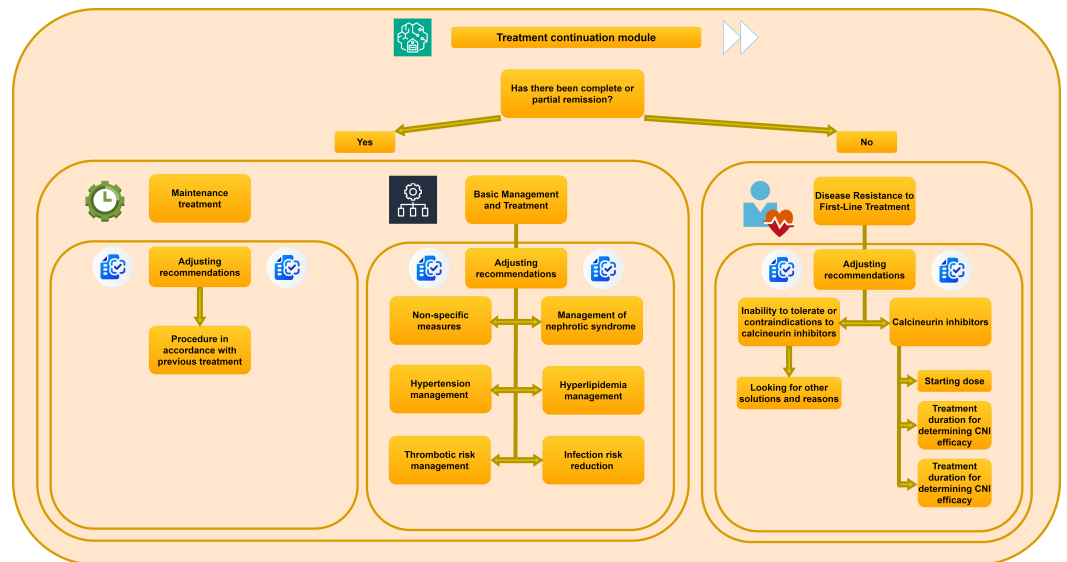 Treatment continuation module
Has there been complete or
partial remission?
Yes
No
Maintenance
treatment
Adjusting
recommendations
Procedure in
accordance with
previous treatment
Basic Management
and Treatment
Adjusting
recommendations
Non-specific
measures
Management of
nephrotic syndrome
Hypertension
management
Hyperlipidemia
management
Thrombotic risk
management
Infection risk
reduction
Disease Resistance to
First-Line Treatment
Adjusting
recommendations
Inability to tolerate or
contraindications to
calcineurin inhibitors
Looking for other
solutions and reasons
Calcineurin inhibitors
Starting dose
Treatment
duration for
determining CNI
efficacy
Treatment
duration for
determining CNI
efficacy